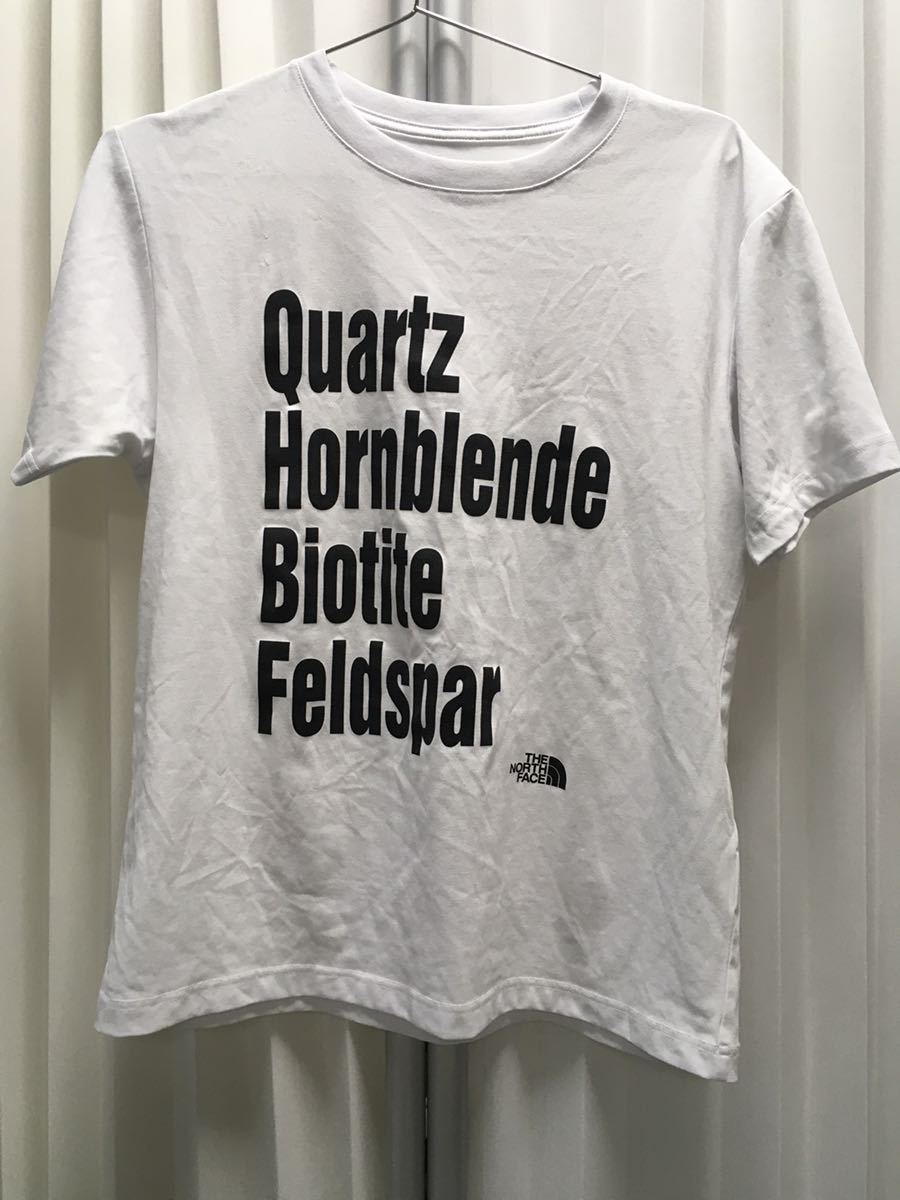 Quartz
Hornblende
Biotite
Feldspar
THE
NORTH
FACE